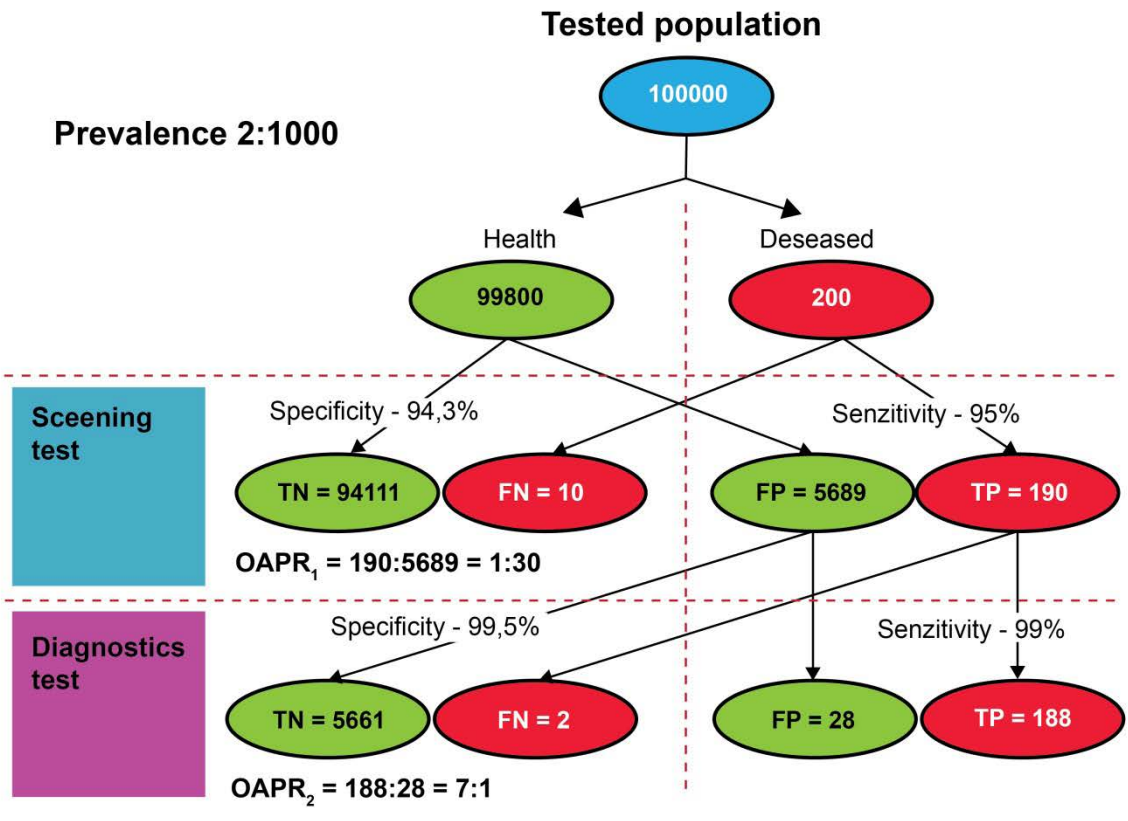 Tested population
100000
Prevalence 2:1000
Health
Deseased
99800
200
Sceening
test
Specificity - 94,3%
Senzitivity - 95%
TN = 94111
FN = 10
FP = 5689
TP = 190
OAPR₁ = 190:5689 = 1:30
Diagnostics
test
Specificity - 99,5%
Senzitivity - 99%
TN = 5661
FN = 2
FP = 28
TP = 188
OAPR₂ = 188:28 = 7:1